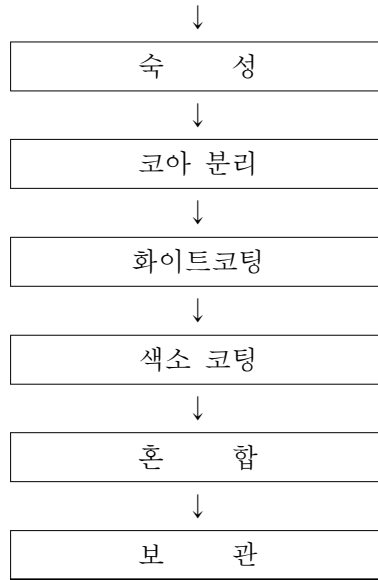 ↓
숙 성
↓
코아 분리
↓
화이트코팅
↓
색소 코팅
↓
혼 합
↓
보 관